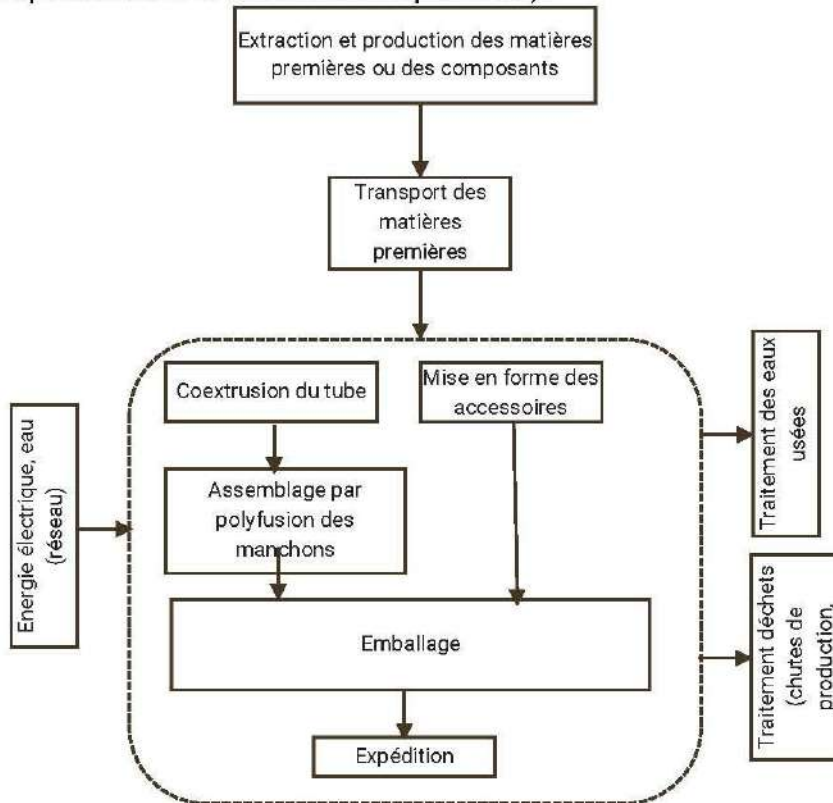 Extraction et production des matières
premières ou des composants
Transport des
matières
premières
Coextrusion du tube
Mise en forme des
accessoires
Energie électrique, eau
(réseau)
Assemblage par
polyfusion des
manchons
Traitement des eaux
usées
Emballage
Traitement déchets
(chutes de
production,
Expédition